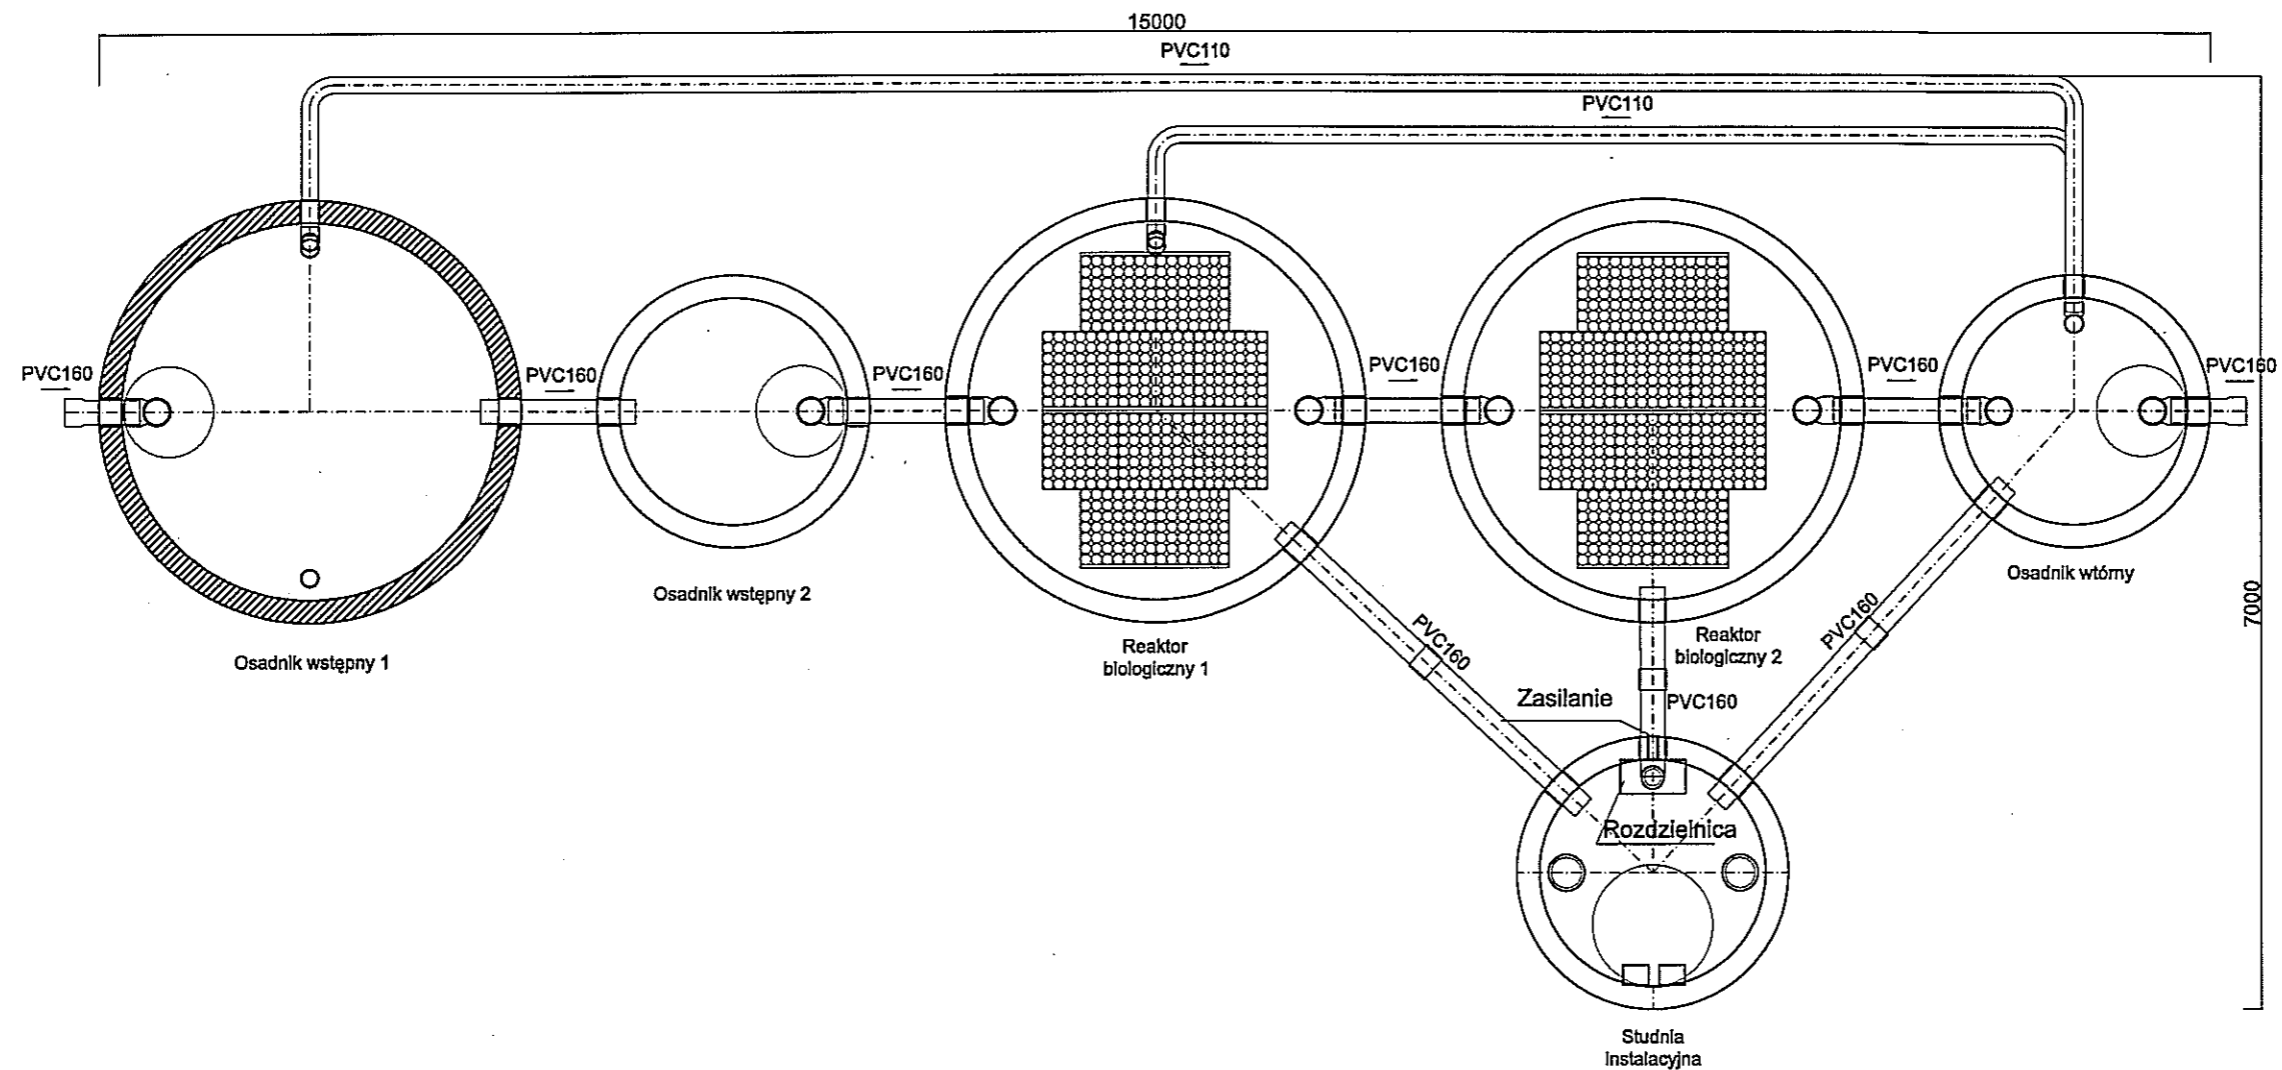 15000
PVC110
PVC110
PVC160
PVC160
PVC160
PVC160
PVC160
PVC160
Osadnik wstępny 1
Osadnik wstępny 2
Reaktor
biologiczny 1
Reaktor
biologiczny 2
Osadnik wtórny
7000
PVC160
PVC160
PVC160
Zasilanie
Rozdzielnica
Studnia
instalacyjna